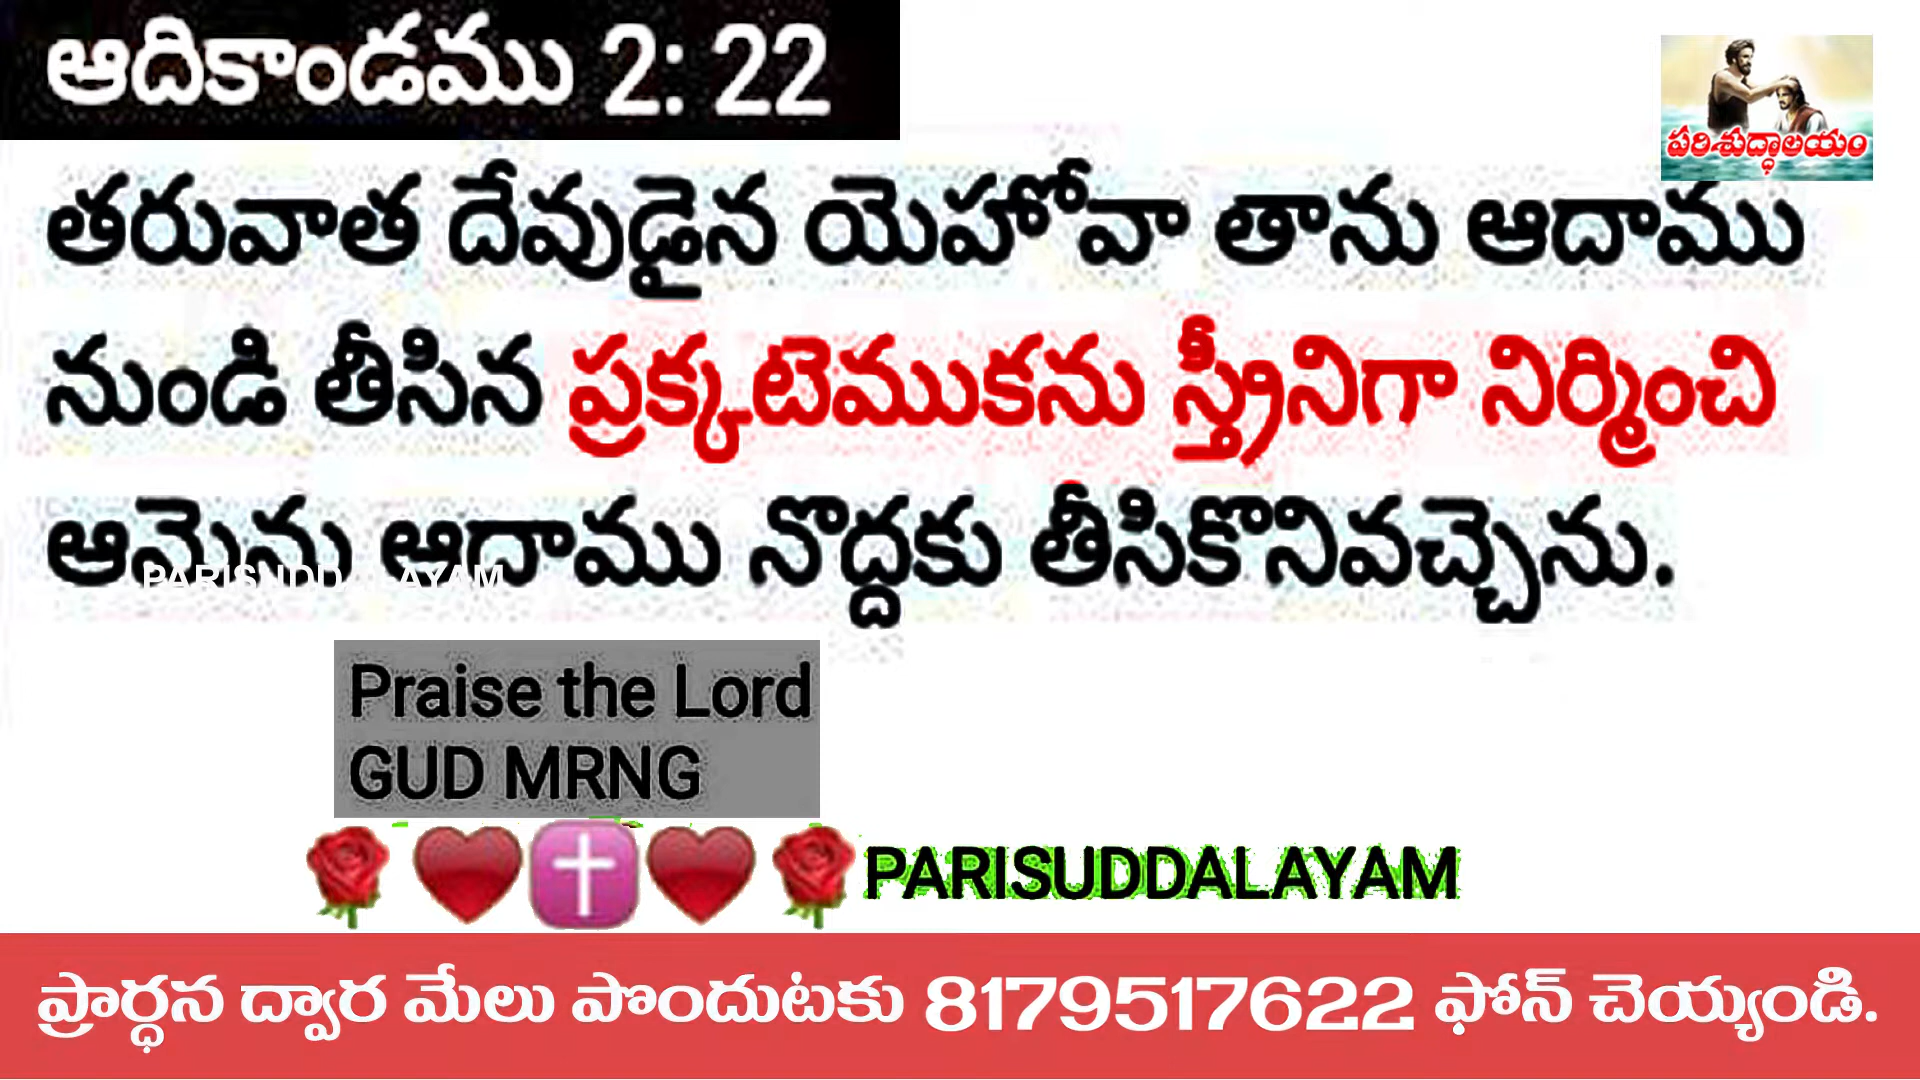 ఆదికాండము 2: 22
పరిశుద్ధాలయం
తరువాత దేవుడైన యెహోవా తాను ఆదాము
నుండి తీసిన ప్రక్కటెముకను స్త్రీనిగా నిర్మించి
ఆమెను ఆదాము నొద్దకు తీసికొనివచ్చెను.
PARISUDDALAYAM
Praise the Lord
GUD MRNG
PARISUDDALAYAM
ప్రార్ధన ద్వార మేలు పొందుటకు 8179517622 ఫోన్ చెయ్యండి.